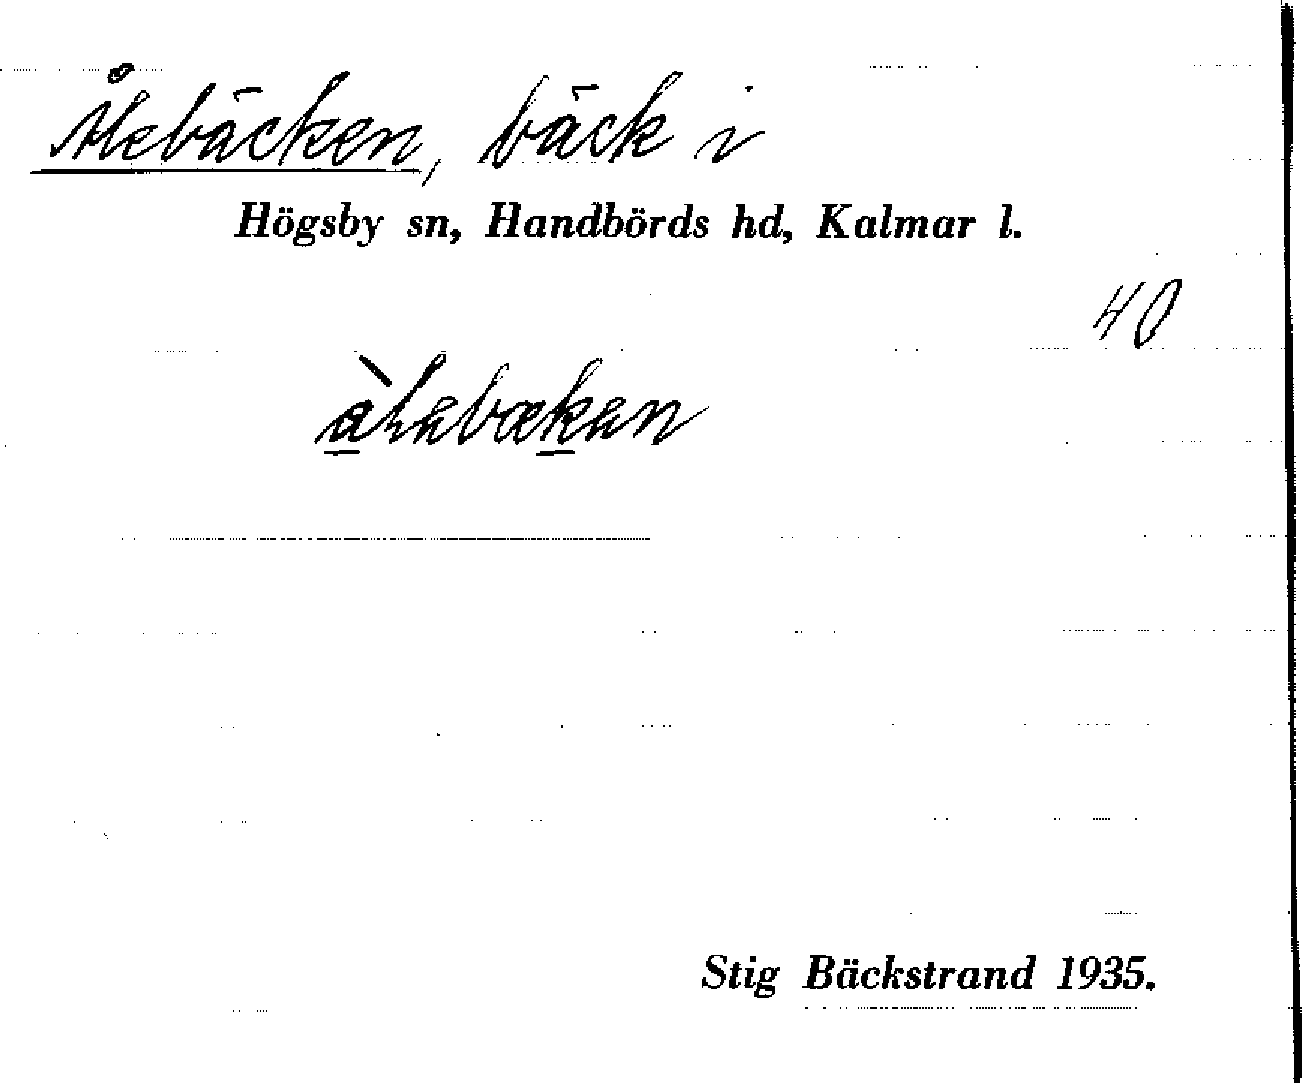 Ålebäcken, bäck i
Högsby sn, Handbörds hd, Kalmar l.
40
Stig Bäckstrand 1935.